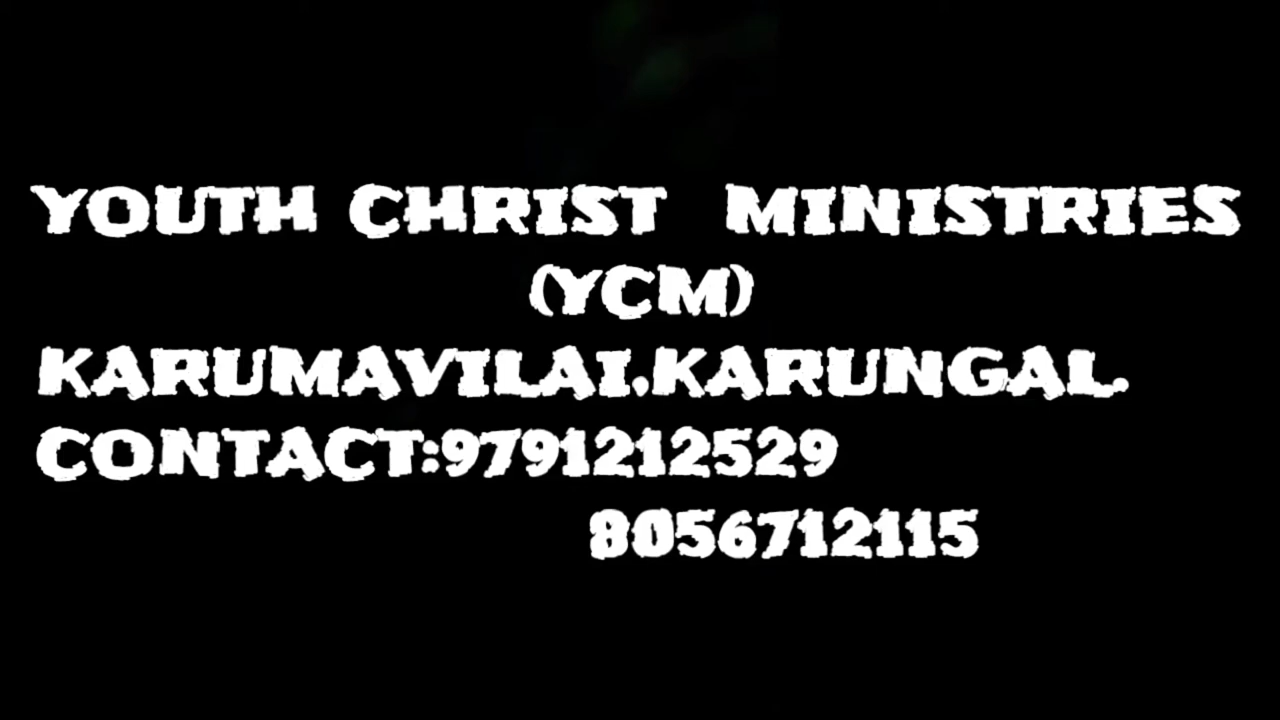 YOUTH CHRIST MINISTRIES
(YCM)
KARUMAVILAI,KARUNGAL.
CONTACT:9791212529
8056712115